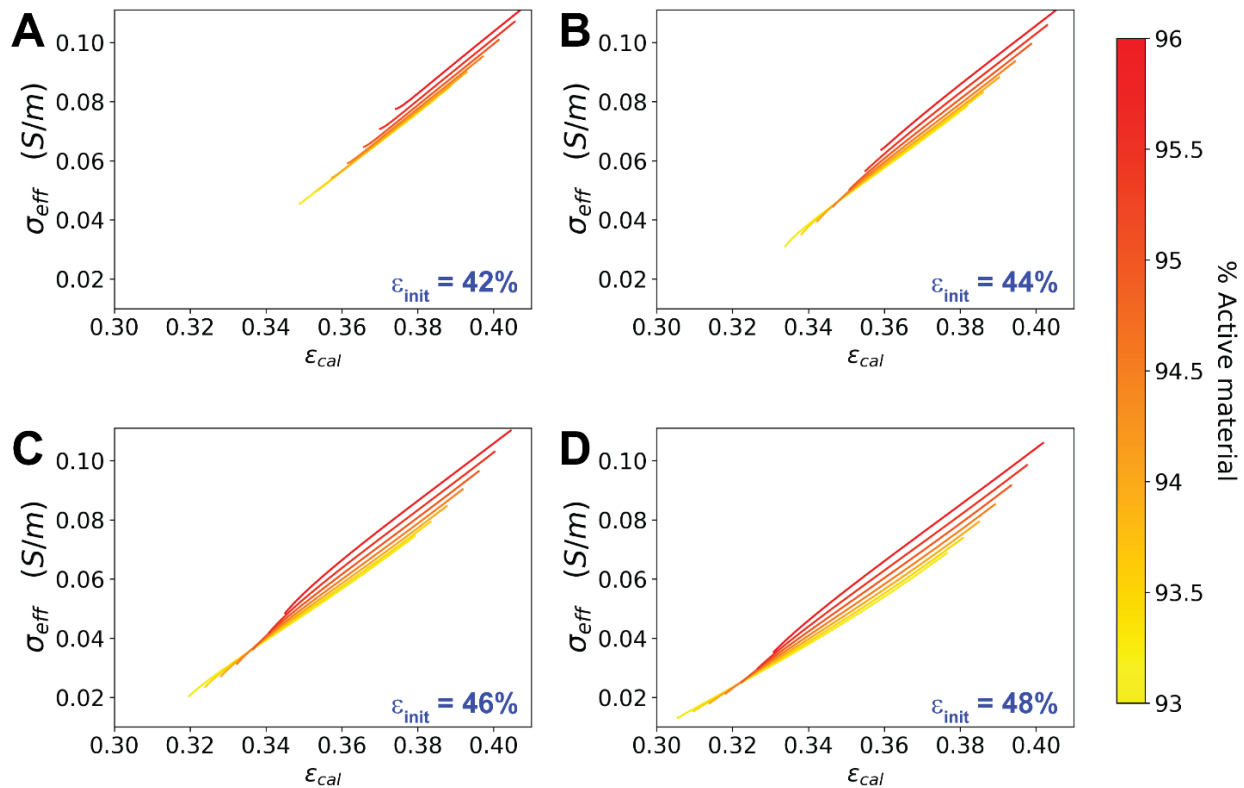 A
B
0.10
0.08
0.06
0.04
0.02
σeff (S/m)
εinit = 42%
0.30 0.32 0.34 0.36 0.38 0.40
εcal
0.10
0.08
0.06
0.04
0.02
σeff (S/m)
εinit = 44%
0.30 0.32 0.34 0.36 0.38 0.40
εcal
C
D
0.10
0.08
0.06
0.04
0.02
σeff (S/m)
εinit = 46%
0.30 0.32 0.34 0.36 0.38 0.40
εcal
0.10
0.08
0.06
0.04
0.02
σeff (S/m)
εinit = 48%
0.30 0.32 0.34 0.36 0.38 0.40
εcal
96
95.5
95
94.5
94
93.5
93
% Active material